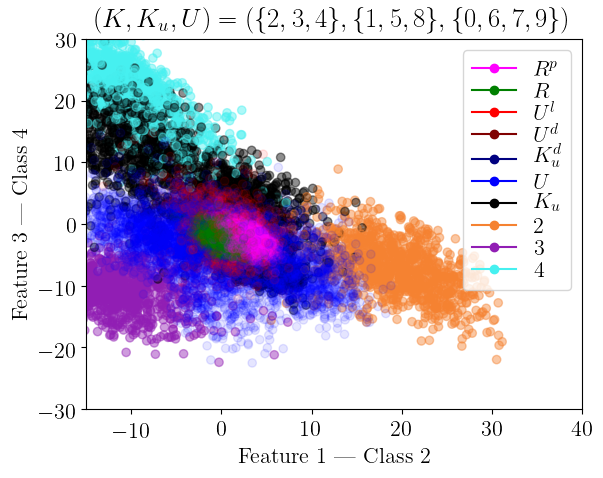 (K, K_u, U) = ({2, 3, 4}, {1, 5, 8}, {0, 6, 7, 9})
30
20
10
0
−10
−20
−30
Feature 3 — Class 4
R^p
R
U^l
U^d
K_u^d
U
K_u
2
3
4
−10
0
10
20
30
40
Feature 1 — Class 2